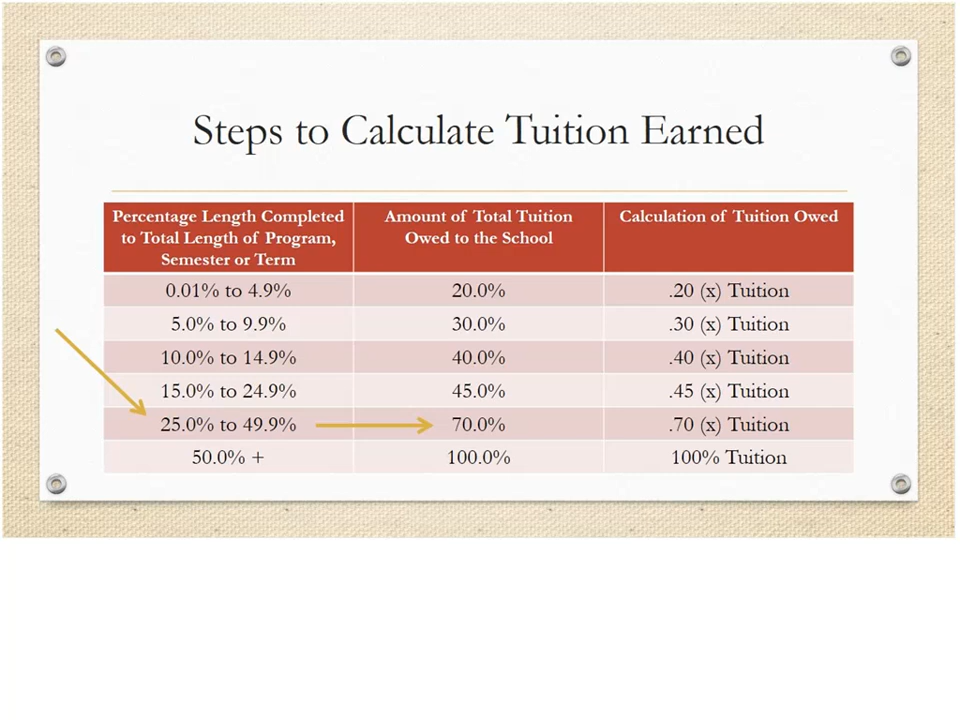 Steps to Calculate Tuition Earned
Percentage Length Completed
to Total Length of Program,
Semester or Term
Amount of Total Tuition
Owed to the School
Calculation of Tuition Owed
0.01% to 4.9% 20.0% .20 (x) Tuition
5.0% to 9.9% 30.0% .30 (x) Tuition
10.0% to 14.9% 40.0% .40 (x) Tuition
15.0% to 24.9% 45.0% .45 (x) Tuition
25.0% to 49.9% 70.0% .70 (x) Tuition
50.0% + 100.0% 100% Tuition